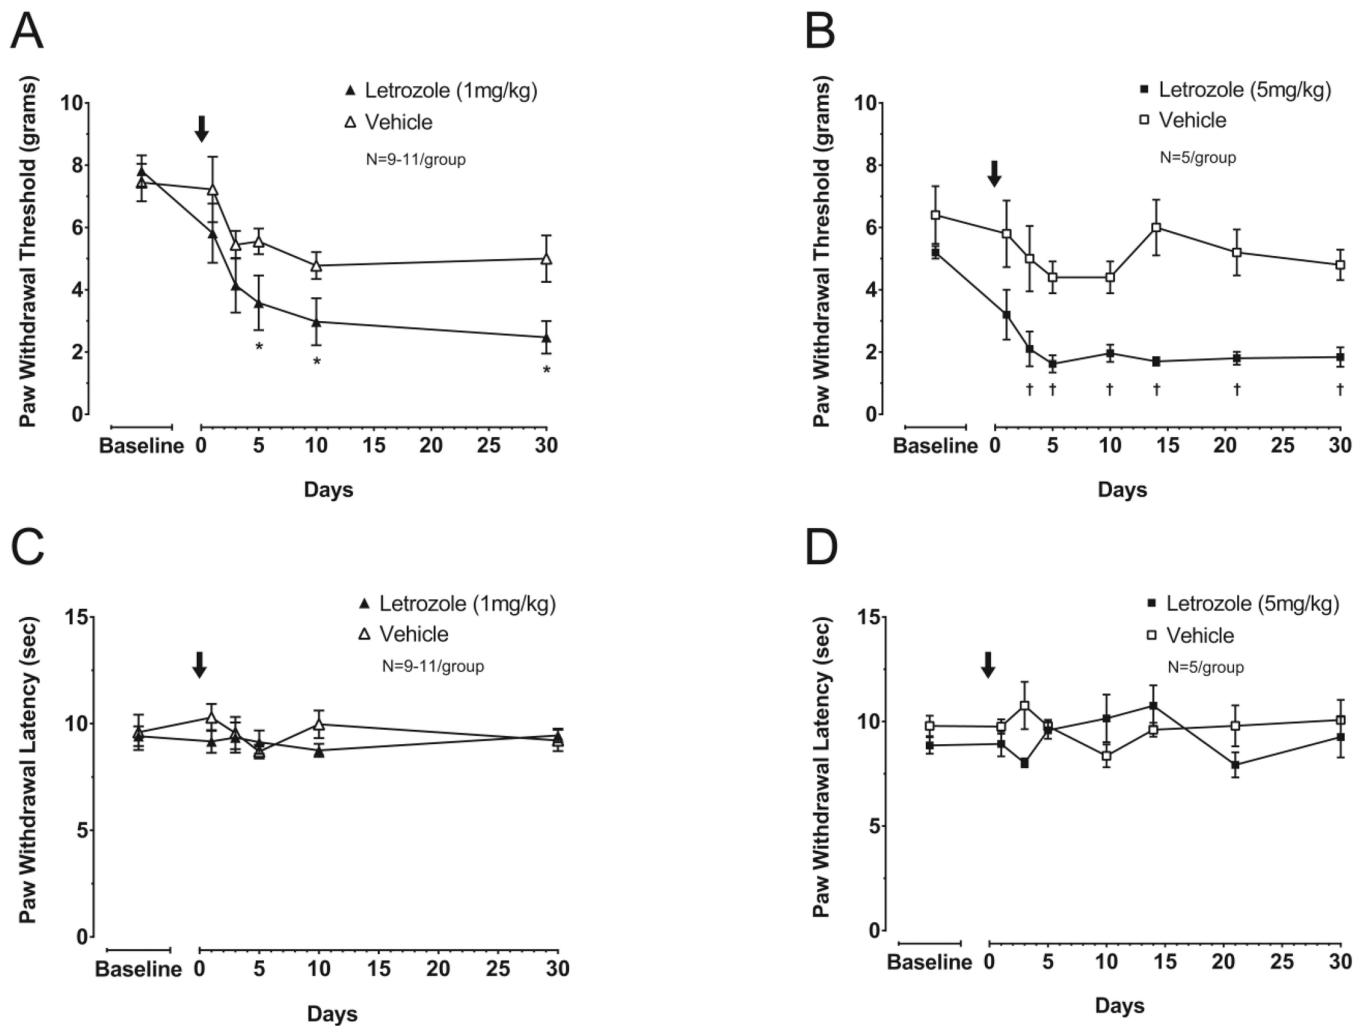 A
Paw Withdrawal Threshold (grams)
Letrozole (1mg/kg)
Vehicle
N=9-11/group
10
8
6
4
2
0
*
*
*
Baseline 0 5 10 15 20 25 30
Days
B
Paw Withdrawal Threshold (grams)
Letrozole (5mg/kg)
Vehicle
N=5/group
10
8
6
4
2
0
† † † † † †
Baseline 0 5 10 15 20 25 30
Days
C
Paw Withdrawal Latency (sec)
Letrozole (1mg/kg)
Vehicle
N=9-11/group
15
10
5
0
Baseline 0 5 10 15 20 25 30
Days
D
Paw Withdrawal Latency (sec)
Letrozole (5mg/kg)
Vehicle
N=5/group
15
10
5
0
Baseline 0 5 10 15 20 25 30
Days